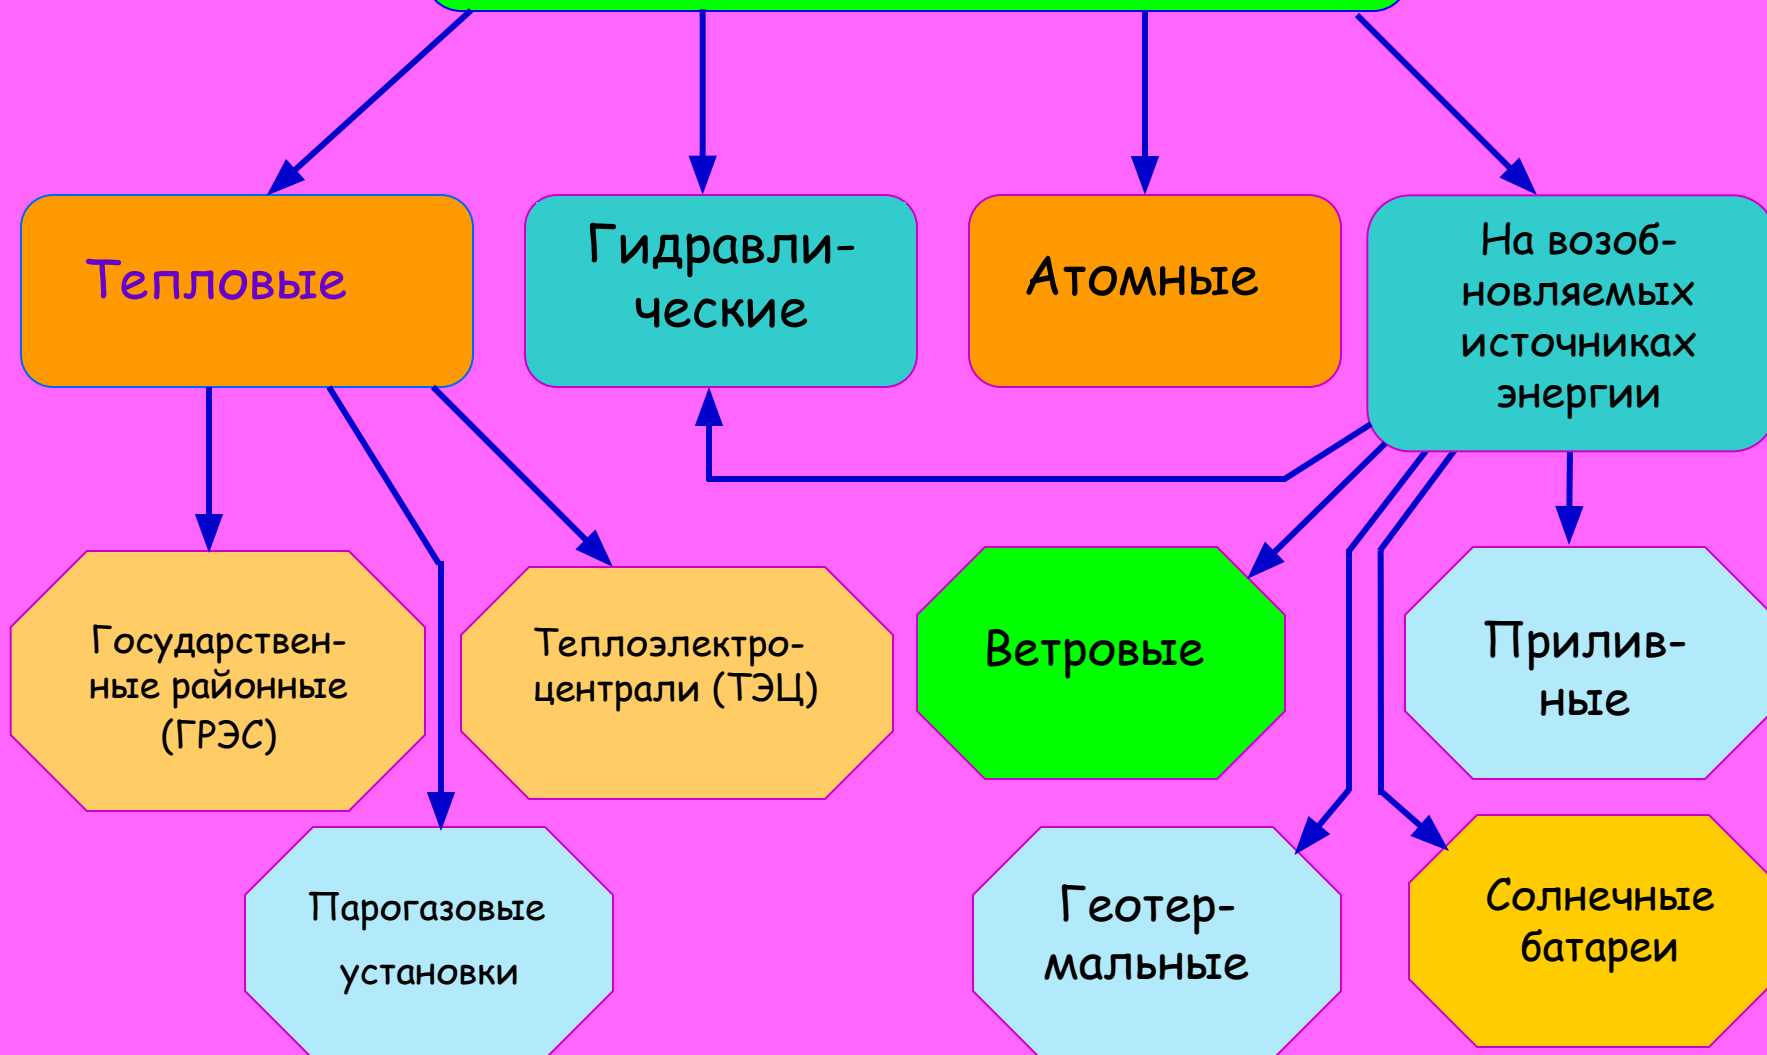 Тепловые
Гидравли-
ческие
Атомные
На возоб-
новляемых
источниках
энергии
Государствен-
ные районные
(ГРЭС)
Теплоэлектро-
централи (ТЭЦ)
Ветровые
Прилив-
ные
Парогазовые
установки
Геотер-
мальные
Солнечные
батареи